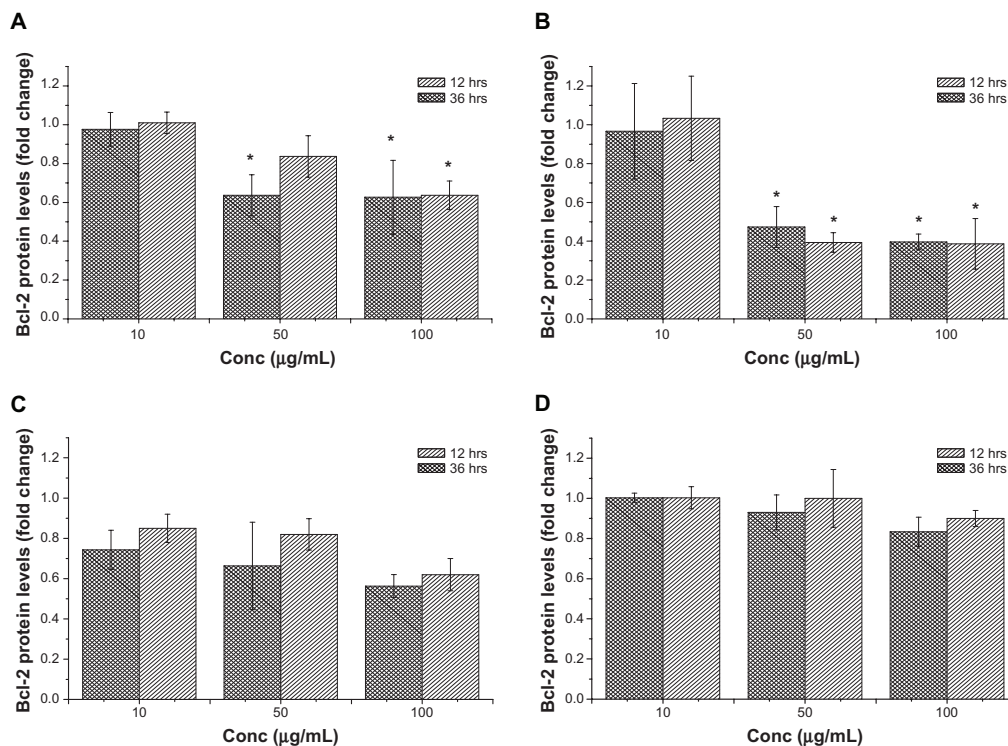 A
Bcl-2 protein levels (fold change)
1.2
1.0
0.8
0.6
0.4
0.2
0.0
12 hrs
36 hrs
*
*
*
10
50
100
Conc (μg/mL)
B
Bcl-2 protein levels (fold change)
1.2
1.0
0.8
0.6
0.4
0.2
0.0
12 hrs
36 hrs
*
*
*
*
10
50
100
Conc (μg/mL)
C
Bcl-2 protein levels (fold change)
1.2
1.0
0.8
0.6
0.4
0.2
0.0
12 hrs
36 hrs
10
50
100
Conc (μg/mL)
D
Bcl-2 protein levels (fold change)
1.2
1.0
0.8
0.6
0.4
0.2
0.0
12 hrs
36 hrs
10
50
100
Conc (μg/mL)